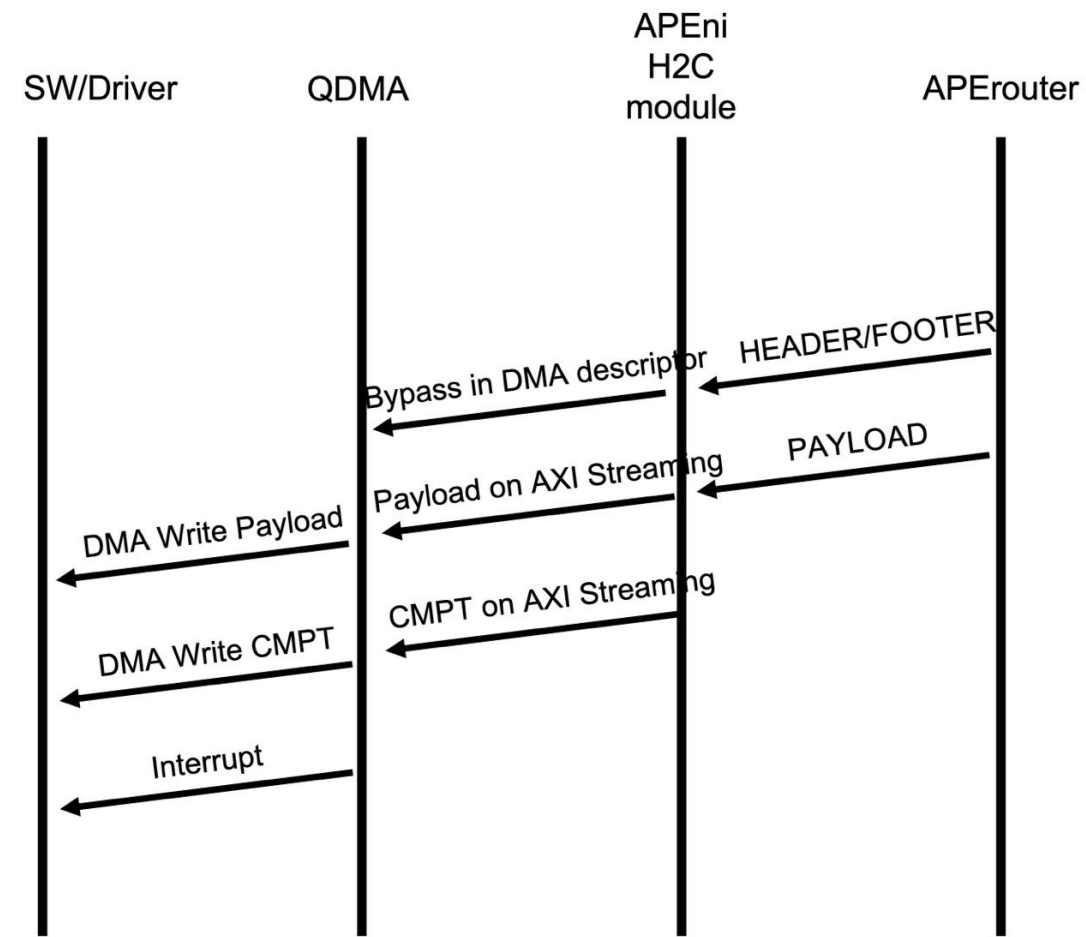 SW/Driver
QDMA
APEni
H2C
module
APErouter
HEADER/FOOTER
Bypass in DMA descriptor
PAYLOAD
Payload on AXI Streaming
DMA Write Payload
CMPT on AXI Streaming
DMA Write CMPT
Interrupt